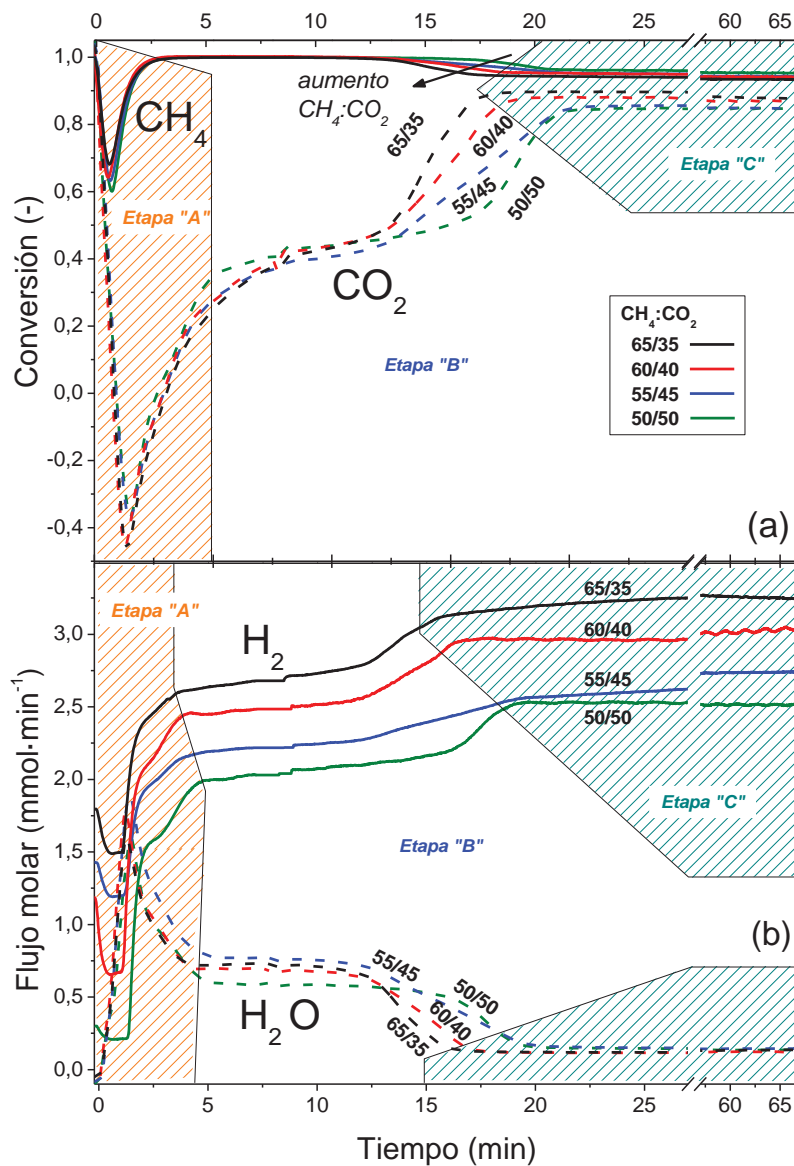 0 5 10 15 20 25 60 65
1,0
0,8
0,6
0,4
0,2
0,0
-0,2
-0,4
Conversión (-)
CH₄
aumento
CH₄:CO₂
65/35
60/40
55/45
50/50
Etapa "A"
Etapa "C"
CO₂
Etapa "B"
CH₄:CO₂
65/35
60/40
55/45
50/50
(a)
3,0
2,5
2,0
1,5
1,0
0,5
0,0
Flujo molar (mmol·min⁻¹)
Etapa "A"
H₂
65/35
60/40
55/45
50/50
Etapa "C"
Etapa "B"
(b)
55/45
50/50
60/40
65/35
H₂O
0 5 10 15 20 25 60 65
Tiempo (min)